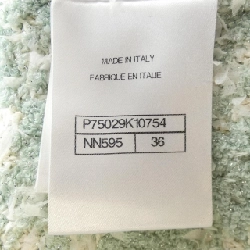 MADE IN ITALY
FABRIQUE EN ITALIE
P75029K10754
NN595 36